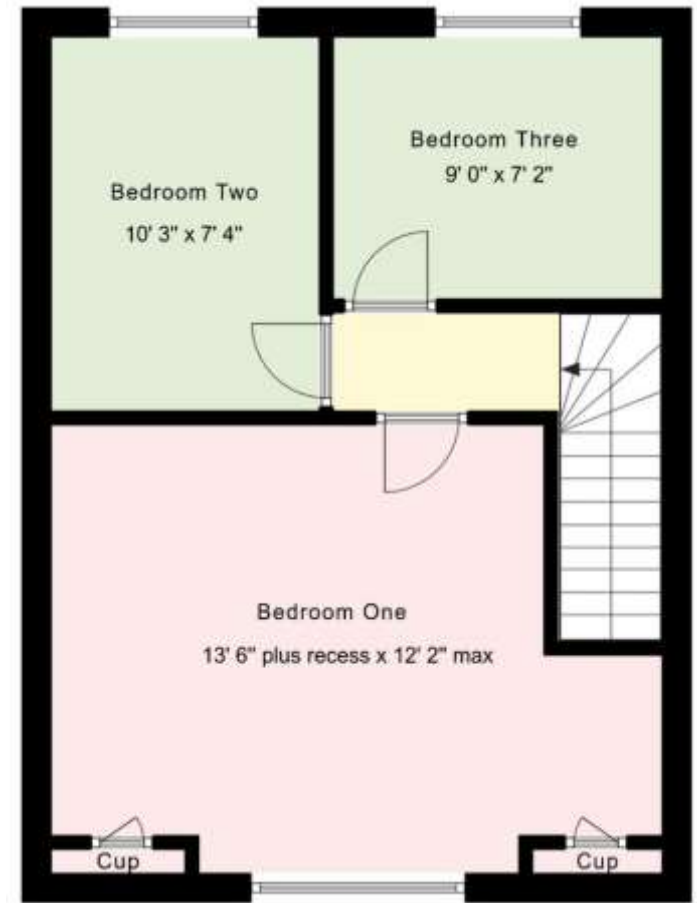 Bedroom Three
9' 0" x 7' 2"
Bedroom Two
10' 3" x 7' 4"
Bedroom One
13' 6" plus recess x 12' 2" max
Cup
Cup